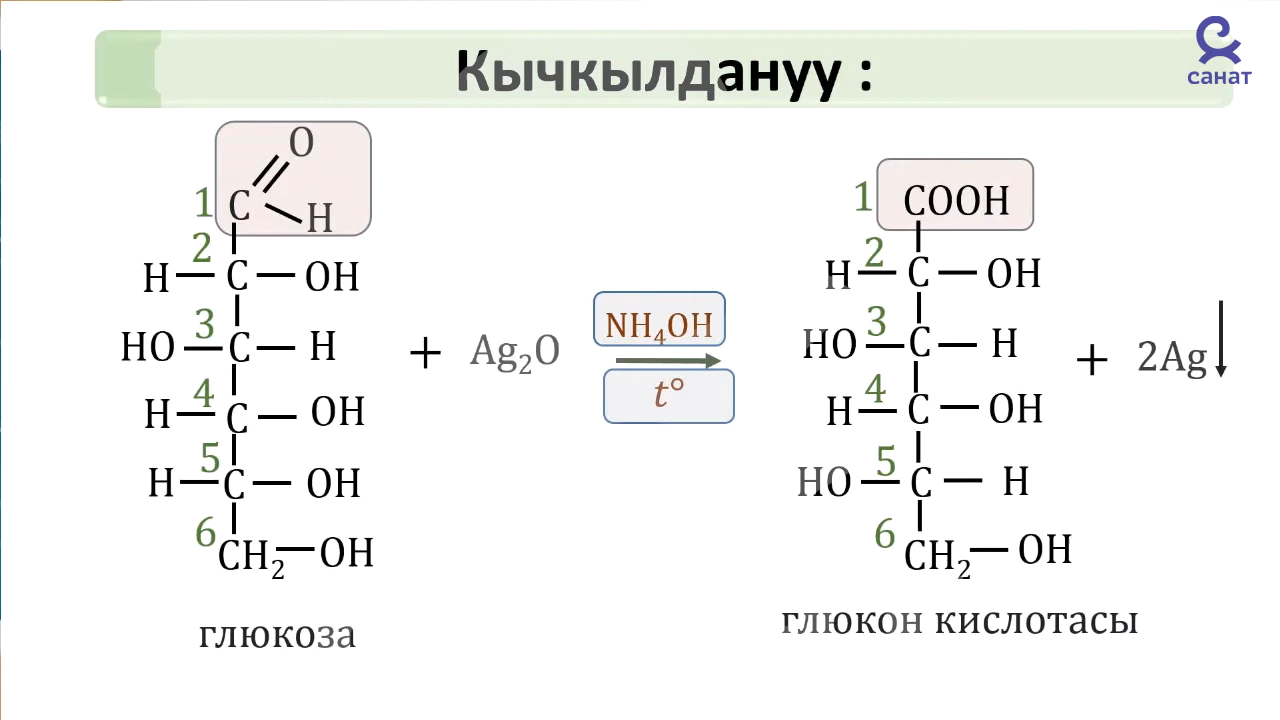 Кычкылдануу :
санат
O
1 C H
2
H C OH
3
HO C H
4
H C OH
5
H C OH
6
CH₂ OH
глюкоза
+ Ag₂O
NH₄OH
t°
1 COOH
2
H C OH
3
HO C H
4
H C OH
5
HO C H
6
CH₂ OH
глюкон кислотасы
+ 2Ag↓